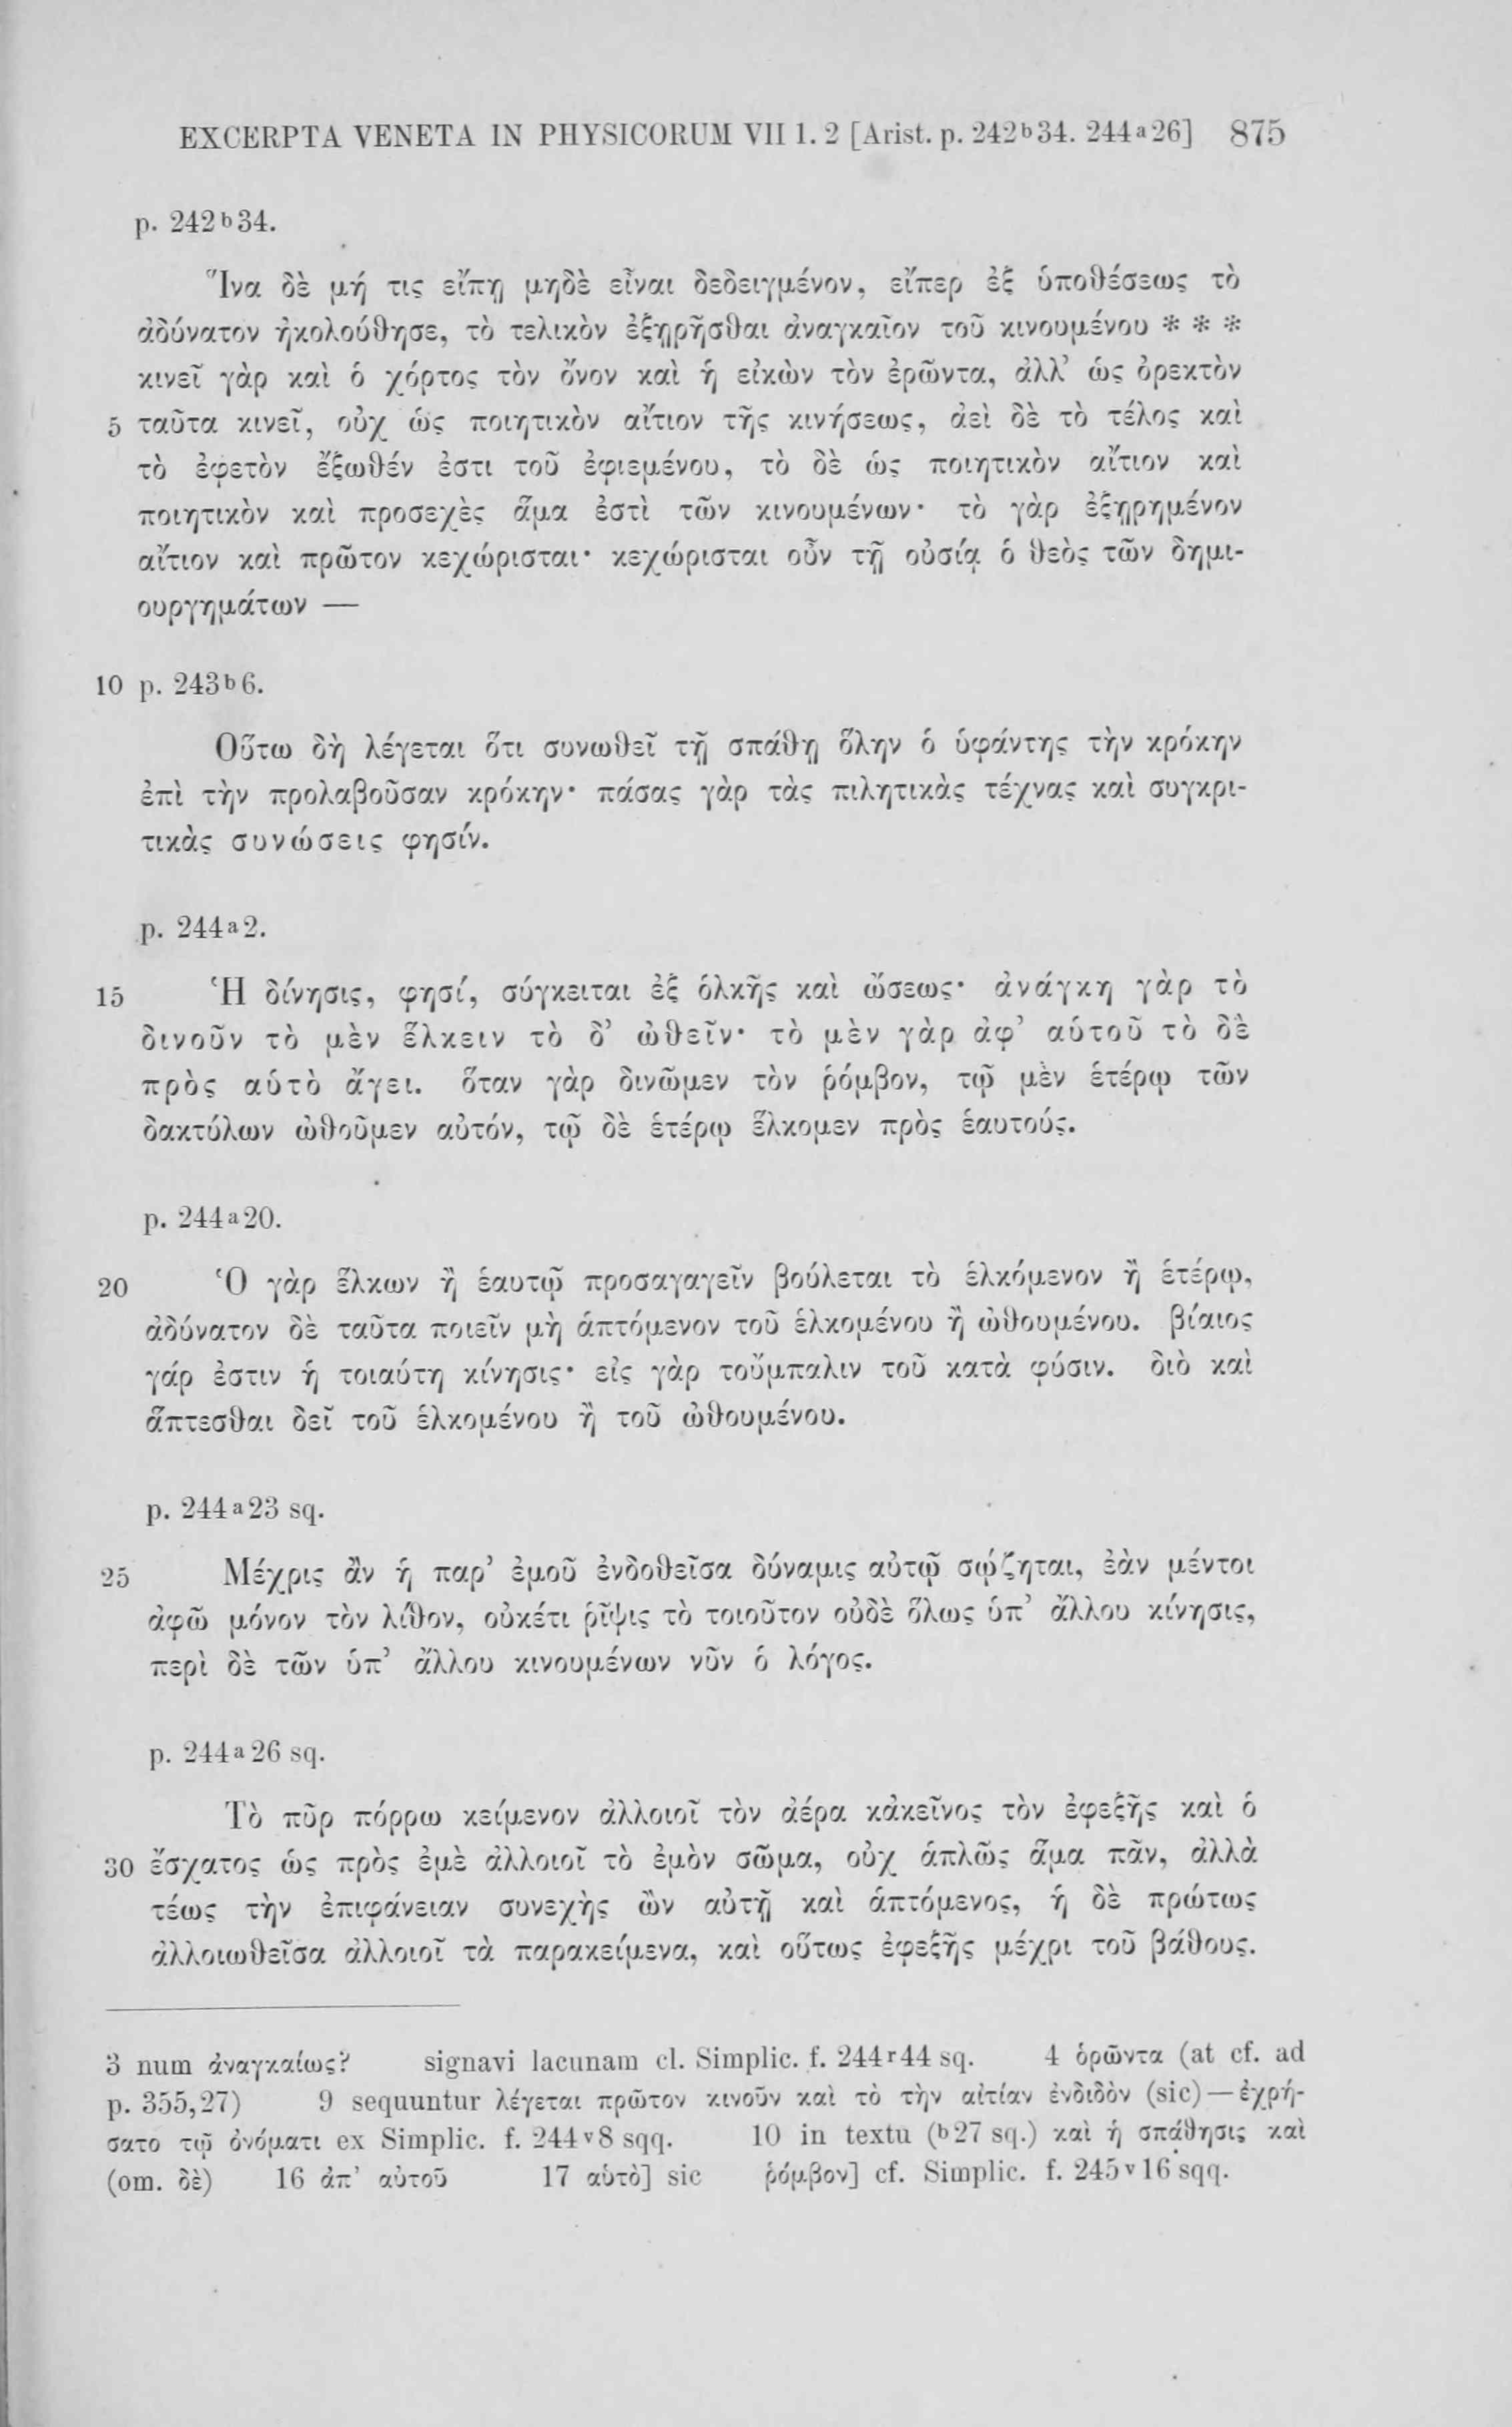 EXCERPTA VENETA IN PHYSICORUM VII 1. 2 [Arist. p. 242ᵇ34. 244ᵃ26] 875
p. 242ᵇ34.
Ἵνα δὲ μή τις εἴπῃ μηδὲ εἶναι δεδειγμένον, εἴπερ ἐξ ὑποθέσεως τὸ
ἀδύνατον ἠκολούθησε, τὸ τελικὸν ἐξῃρῆσθαι ἀναγκαῖον τοῦ κινουμένου * * *
κινεῖ γὰρ καὶ ὁ χόρτος τὸν ὄνον καὶ ἡ εἰκὼν τὸν ἐρῶντα, ἀλλ’ ὡς ὀρεκτὸν
5 ταῦτα κινεῖ, οὐχ ὡς ποιητικὸν αἴτιον τῆς κινήσεως, ἀεὶ δὲ τὸ τέλος καὶ
τὸ ἐφετὸν ἔξωθέν ἐστι τοῦ ἐφιεμένου, τὸ δὲ ὡς ποιητικὸν αἴτιον καὶ
ποιητικὸν καὶ προσεχὲς ἅμα ἐστὶ τῶν κινουμένων· τὸ γὰρ ἐξῃρημένον
αἴτιον καὶ πρῶτον κεχώρισται· κεχώρισται οὖν τῇ οὐσίᾳ ὁ θεὸς τῶν δημι-
ουργημάτων —
10 p. 243ᵇ6.
Οὕτω δὴ λέγεται ὅτι συνωθεῖ τῇ σπάθῃ ὅλην ὁ ὑφάντης τὴν κρόκην
ἐπὶ τὴν προλαβοῦσαν κρόκην· πάσας γὰρ τὰς πιλητικὰς τέχνας καὶ συγκρι-
τικὰς συνώσεις φησίν.
p. 244ᵃ2.
15 Ἡ δίνησις, φησί, σύγκειται ἐξ ὁλκῆς καὶ ὤσεως· ἀνάγκη γὰρ τὸ
δινοῦν τὸ μὲν ἕλκειν τὸ δ’ ὠθεῖν· τὸ μὲν γὰρ ἀφ’ αὑτοῦ τὸ δὲ
πρὸς αὑτὸ ἄγει. ὅταν γὰρ δινῶμεν τὸν ῥόμβον, τῷ μὲν ἑτέρῳ τῶν
δακτύλων ὠθοῦμεν αὐτόν, τῷ δὲ ἑτέρῳ ἕλκομεν πρὸς ἑαυτούς.
p. 244ᵃ20.
20 Ὁ γὰρ ἕλκων ἢ ἑαυτῷ προσαγαγεῖν βούλεται τὸ ἑλκόμενον ἢ ἑτέρῳ,
ἀδύνατον δὲ ταῦτα ποιεῖν μὴ ἁπτόμενον τοῦ ἑλκομένου ἢ ὠθουμένου. βίαιος
γάρ ἐστιν ἡ τοιαύτη κίνησις· εἰς γὰρ τοὔμπαλιν τοῦ κατὰ φύσιν. διὸ καὶ
ἅπτεσθαι δεῖ τοῦ ἑλκομένου ἢ τοῦ ὠθουμένου.
p. 244ᵃ23 sq.
25 Μέχρις ἂν ἡ παρ’ ἐμοῦ ἐνδοθεῖσα δύναμις αὐτῷ σῴζηται, ἐὰν μέντοι
ἀφῶ μόνον τὸν λίθον, οὐκέτι ῥῖψις τὸ τοιοῦτον οὐδὲ ὅλως ὑπ’ ἄλλου κίνησις,
περὶ δὲ τῶν ὑπ’ ἄλλου κινουμένων νῦν ὁ λόγος.
p. 244ᵃ26 sq.
Τὸ πῦρ πόρρω κείμενον ἀλλοιοῖ τὸν ἀέρα κἀκεῖνος τὸν ἐφεξῆς καὶ ὁ
30 ἔσχατος ὡς πρὸς ἐμὲ ἀλλοιοῖ τὸ ἐμὸν σῶμα, οὐχ ἁπλῶς ἅμα πᾶν, ἀλλὰ
τέως τὴν ἐπιφάνειαν συνεχὴς ὢν αὐτῇ καὶ ἁπτόμενος, ἡ δὲ πρώτως
ἀλλοιωθεῖσα ἀλλοιοῖ τὰ παρακείμενα, καὶ οὕτως ἐφεξῆς μέχρι τοῦ βάθους.
3 num ἀναγκαίως? signavi lacunam cl. Simplic. f. 244ʳ44 sq. 4 ὁρῶντα (at cf. ad
p. 355,27) 9 sequuntur λέγεται πρῶτον κινοῦν καὶ τὸ τὴν αἰτίαν ἐνδιδὸν (sic) — ἐχρή-
σατο τῷ ὀνόματι ex Simplic. f. 244ᵛ8 sqq. 10 in textu (ᵇ27 sq.) καὶ ἡ σπάθησις καὶ
(om. δὲ) 16 ἀπ’ αὐτοῦ 17 αὑτὸ] sic ῥόμβον] cf. Simplic. f. 245ᵛ16 sqq.